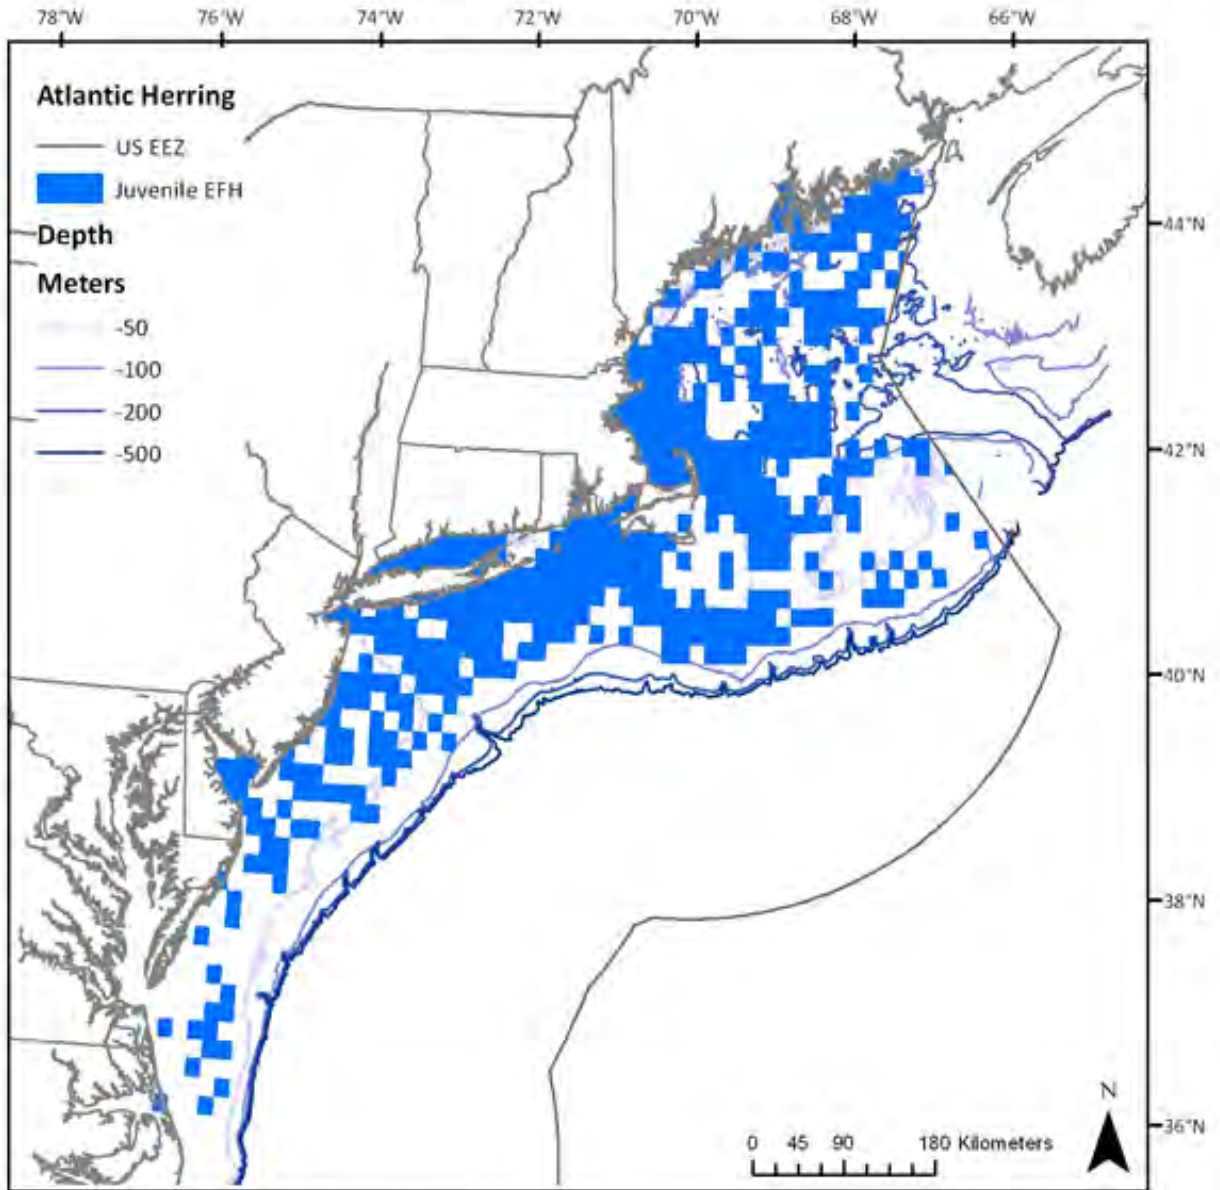 78°W 76°W 74°W 72°W 70°W 68°W 66°W
Atlantic Herring
US EEZ
Juvenile EFH
44°N
Depth
Meters
-50
-100
-200
42°N
-500
40°N
38°N
N
36°N
0 45 90 180 Kilometers